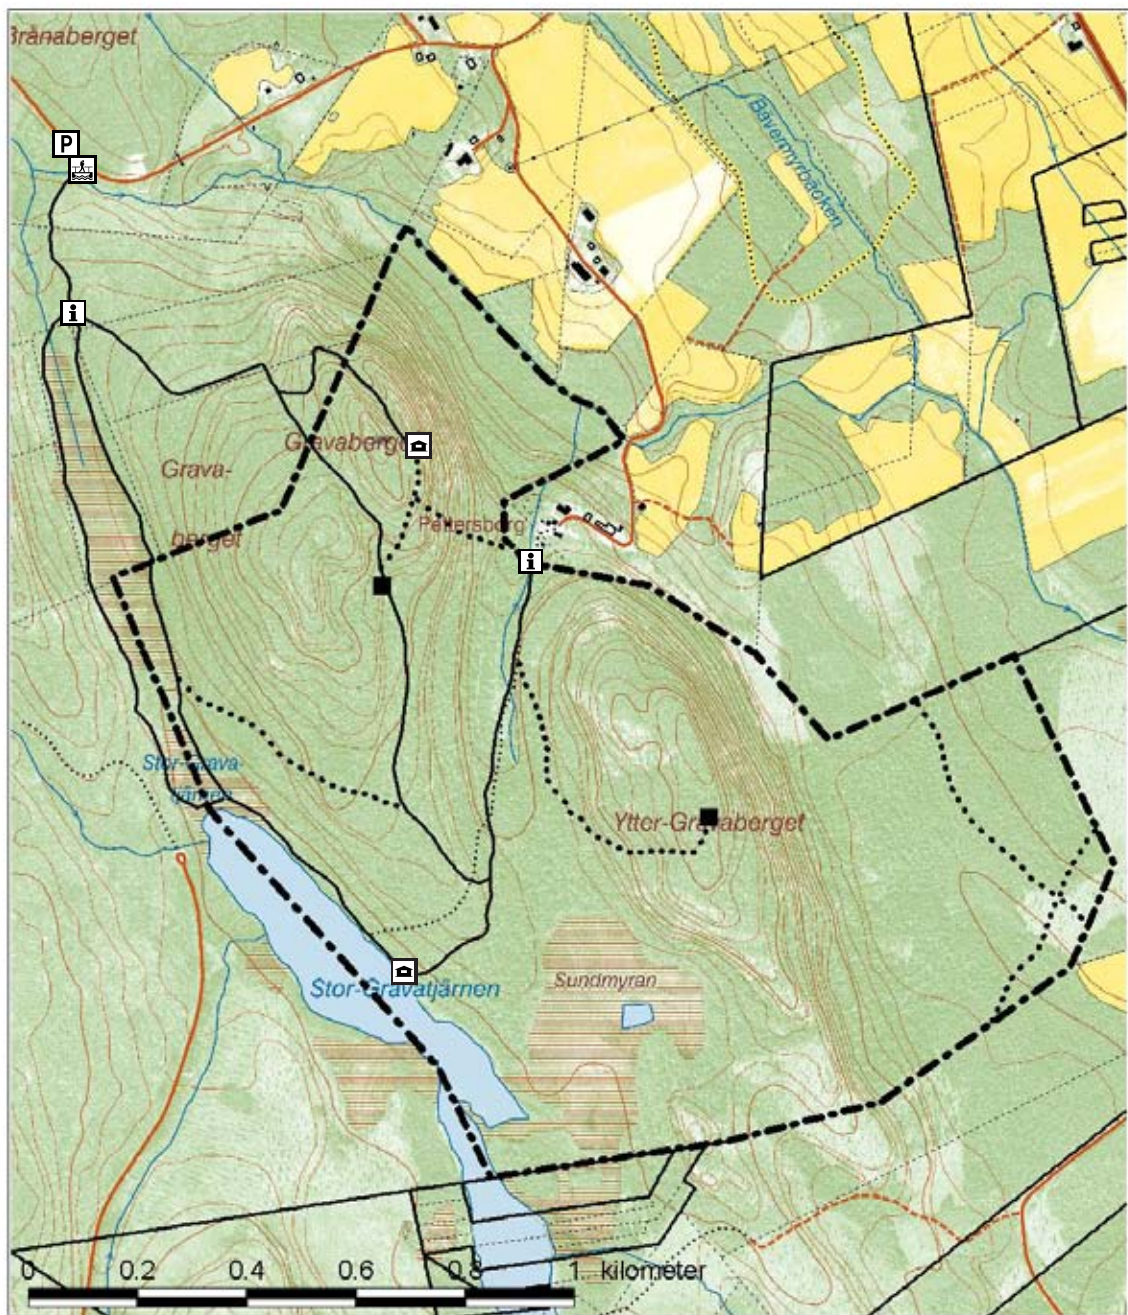 Brånaberget
P
Bävermyrbäcken
i
Gravaberget
Grava-
berget
Pettersborg
i
Stor-Grava-
tjärnen
Ytter-Gravaberget
Sundmyran
Stor-Gravatjärnen
0 0.2 0.4 0.6 0.8 1 kilometer